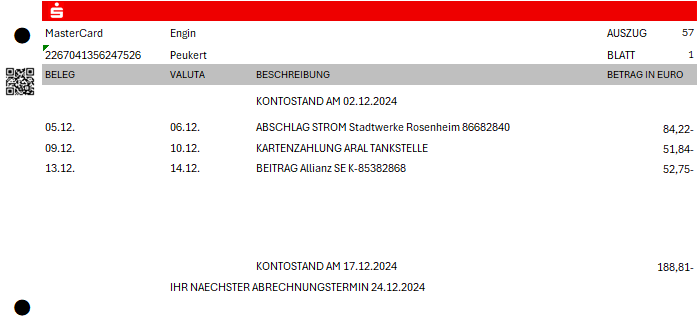 MasterCard Engin AUSZUG 57
2267041356247526 Peukert BLATT 1
BELEG VALUTA BESCHREIBUNG BETRAG IN EURO
KONTOSTAND AM 02.12.2024
05.12. 06.12. ABSCHLAG STROM Stadtwerke Rosenheim 86682840 84,22-
09.12. 10.12. KARTENZAHLUNG ARAL TANKSTELLE 51,84-
13.12. 14.12. BEITRAG Allianz SE K-85382868 52,75-
KONTOSTAND AM 17.12.2024 188,81-
IHR NAECHSTER ABRECHNUNGSTERMIN 24.12.2024